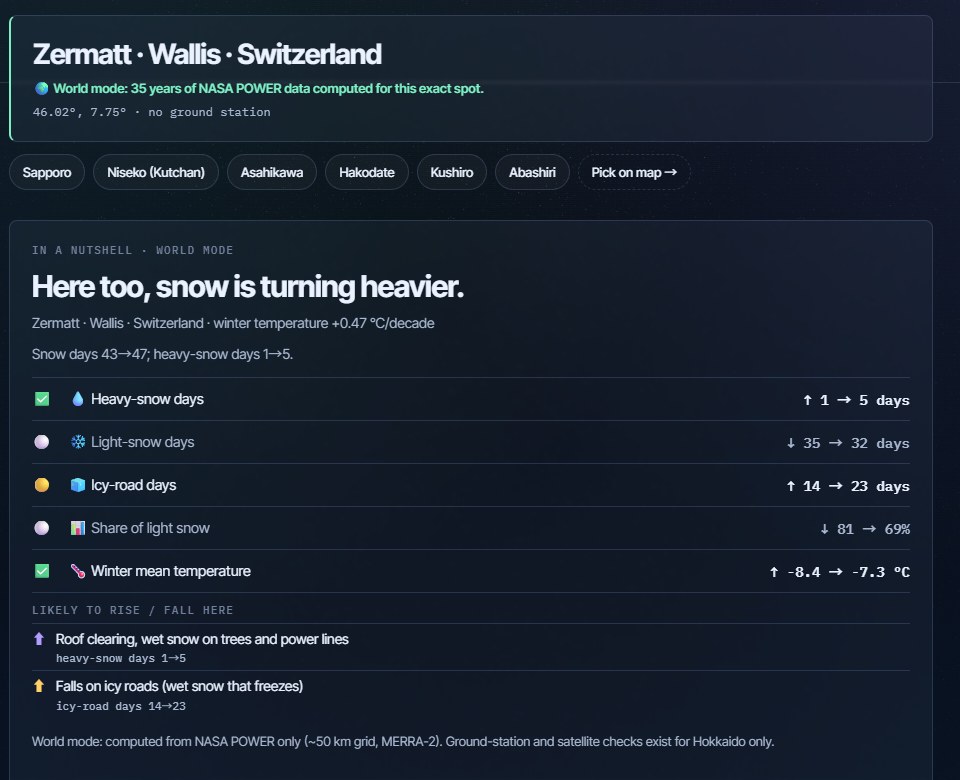 Zermatt · Wallis · Switzerland
World mode: 35 years of NASA POWER data computed for this exact spot.
46.02°, 7.75° · no ground station
Sapporo
Niseko (Kutchan)
Asahikawa
Hakodate
Kushiro
Abashiri
Pick on map →
IN A NUTSHELL · WORLD MODE
Here too, snow is turning heavier.
Zermatt · Wallis · Switzerland · winter temperature +0.47 °C/decade
Snow days 43→47; heavy-snow days 1→5.
Heavy-snow days ↑ 1 → 5 days
Light-snow days ↓ 35 → 32 days
Icy-road days ↑ 14 → 23 days
Share of light snow ↓ 81 → 69%
Winter mean temperature ↑ -8.4 → -7.3 °C
LIKELY TO RISE / FALL HERE
Roof clearing, wet snow on trees and power lines
heavy-snow days 1→5
Falls on icy roads (wet snow that freezes)
icy-road days 14→23
World mode: computed from NASA POWER only (~50 km grid, MERRA-2). Ground-station and satellite checks exist for Hokkaido only.